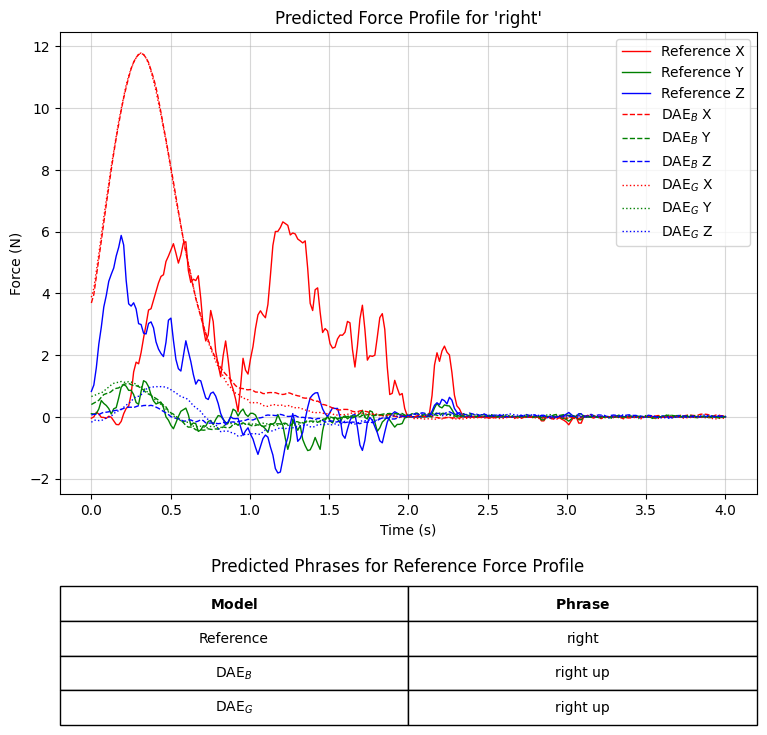 Predicted Force Profile for 'right'
Force (N)
12
10
8
6
4
2
0
−2
Reference X
Reference Y
Reference Z
DAE_B X
DAE_B Y
DAE_B Z
DAE_G X
DAE_G Y
DAE_G Z
0.0 0.5 1.0 1.5 2.0 2.5 3.0 3.5 4.0
Time (s)
Predicted Phrases for Reference Force Profile
Model Phrase
Reference right
DAE_B right up
DAE_G right up